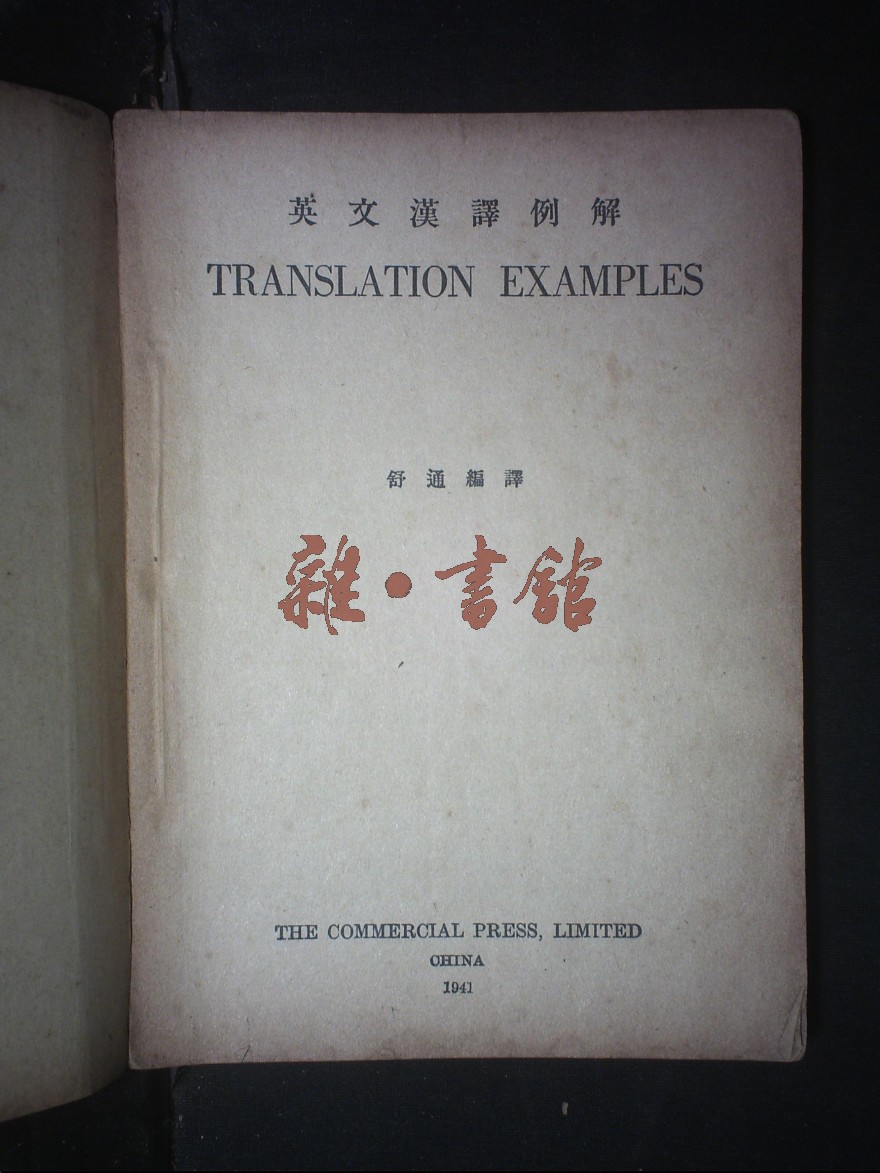 英文漢譯例解
TRANSLATION EXAMPLES
舒通編譯
雜·書館
THE COMMERCIAL PRESS, LIMITED
CHINA
1941